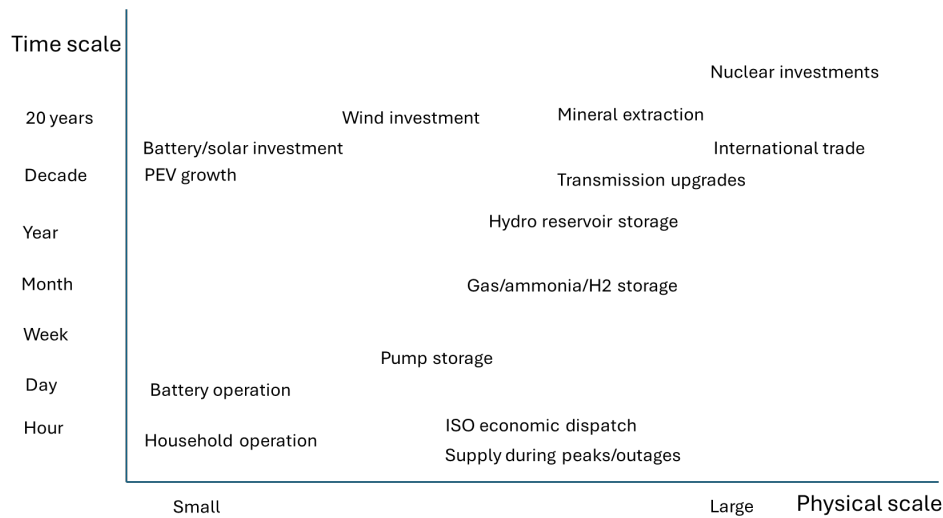 Time scale
Nuclear investments
20 years
Wind investment
Mineral extraction
Battery/solar investment
International trade
Decade
PEV growth
Transmission upgrades
Hydro reservoir storage
Year
Month
Gas/ammonia/H2 storage
Week
Pump storage
Day
Battery operation
Hour
ISO economic dispatch
Household operation
Supply during peaks/outages
Small
Large
Physical scale